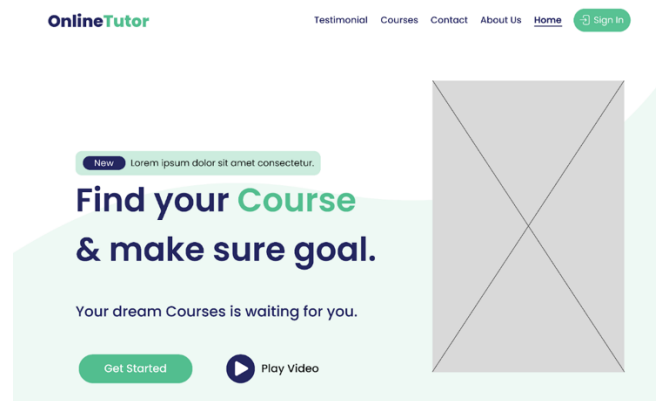 OnlineTutor
Testimonial Courses Contact About Us Home Sign In
New Lorem ipsum dolor sit amet consectetur.
Find your Course
& make sure goal.
Your dream Courses is waiting for you.
Get Started Play Video